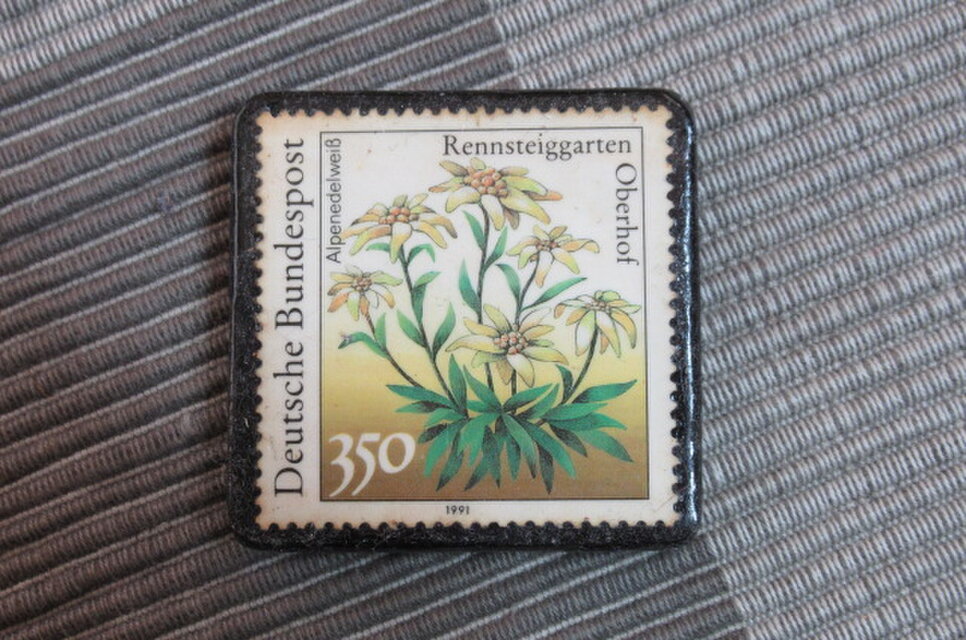 Deutsche Bundespost
Alpenedelweiß
Rennsteiggarten
Oberhof
350
1991